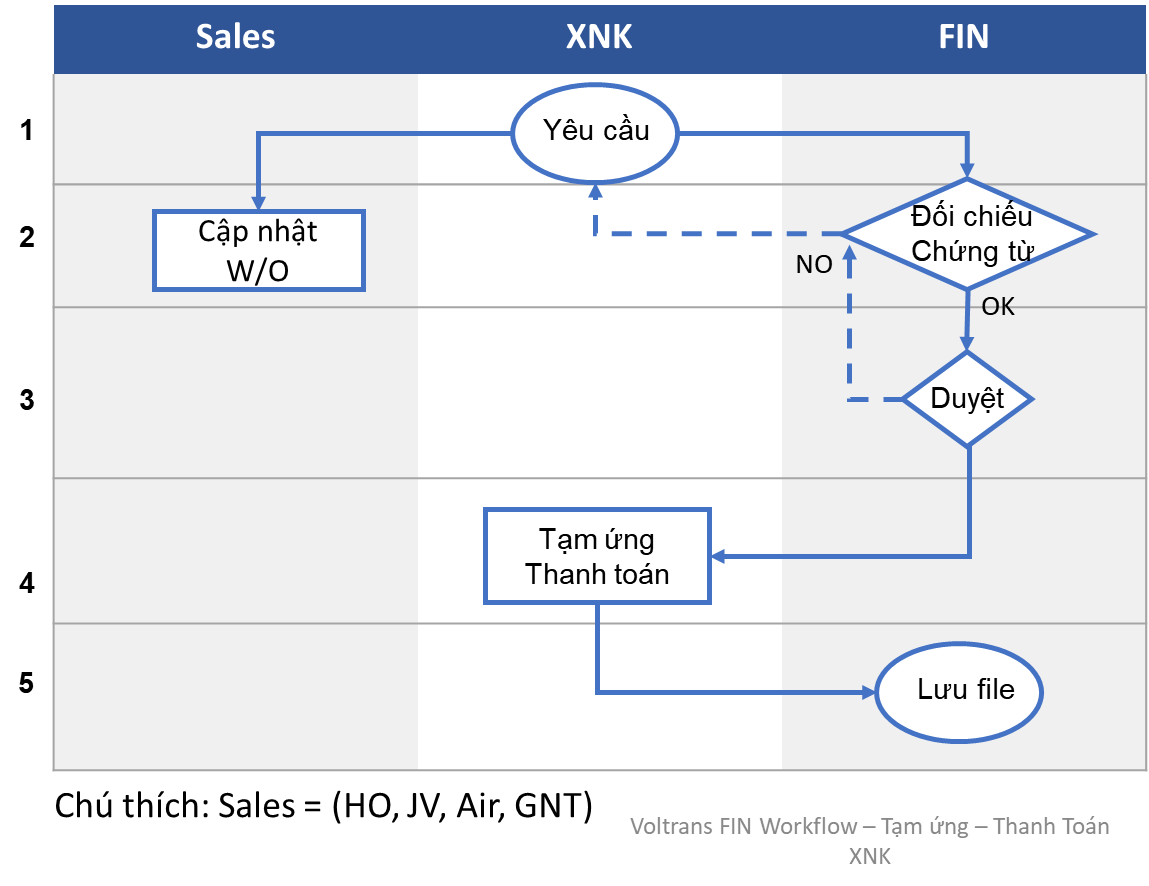 Sales
XNK
FIN
1
Yêu cầu
2
Cập nhật
W/O
Đối chiếu
Chứng từ
NO
OK
3
Duyệt
4
Tạm ứng
Thanh toán
5
Lưu file
Chú thích: Sales = (HO, JV, Air, GNT)
Voltrans FIN Workflow – Tạm ứng – Thanh Toán
XNK